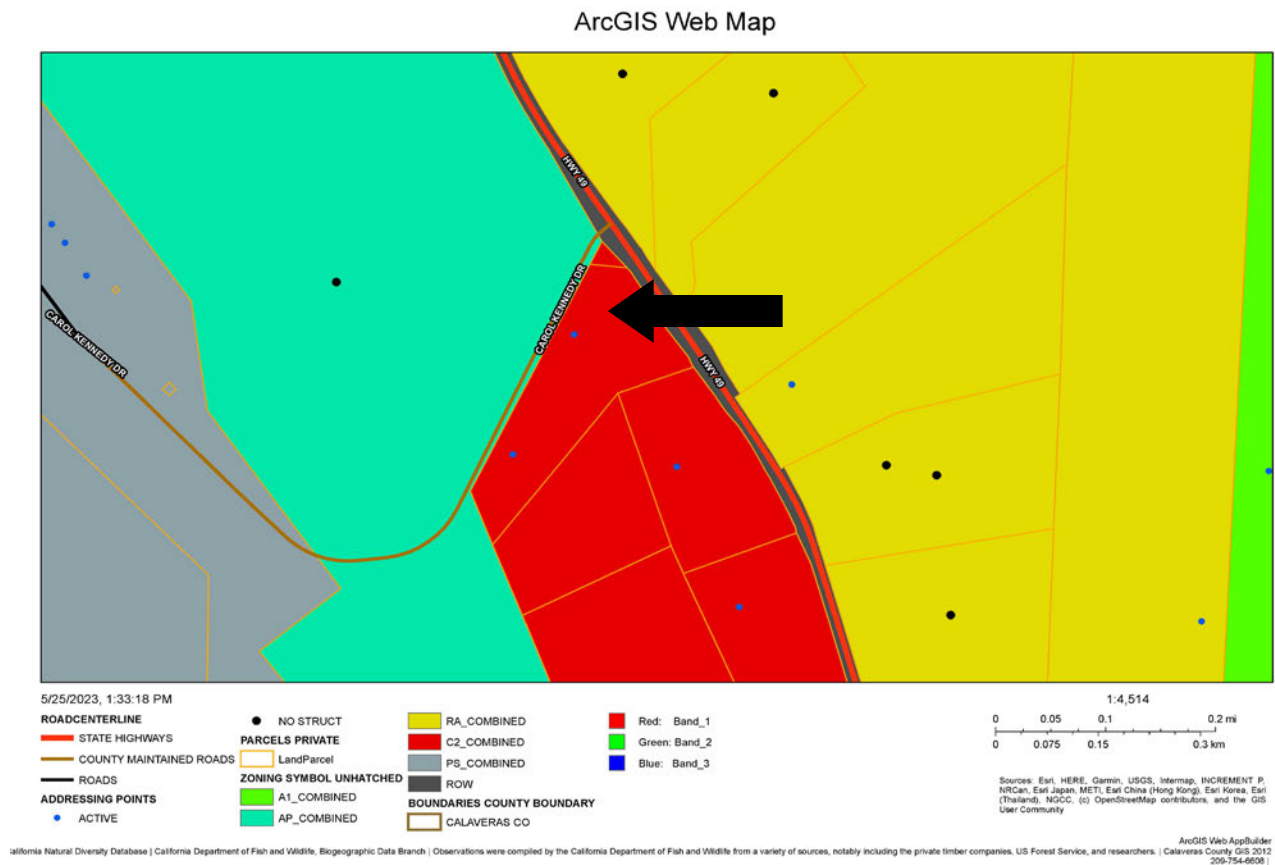 ArcGIS Web Map
HWY 49
CAROL KENNEDY DR
CAROL KENNEDY DR
HWY 49
5/25/2023, 1:33:18 PM
ROADCENTERLINE
STATE HIGHWAYS
COUNTY MAINTAINED ROADS
ROADS
ADDRESSING POINTS
ACTIVE
NO STRUCT
PARCELS PRIVATE
LandParcel
ZONING SYMBOL UNHATCHED
A1_COMBINED
AP_COMBINED
RA_COMBINED
C2_COMBINED
PS_COMBINED
ROW
BOUNDARIES COUNTY BOUNDARY
CALAVERAS CO
Red: Band_1
Green: Band_2
Blue: Band_3
1:4,514
0 0.05 0.1 0.2 mi
0 0.075 0.15 0.3 km
Sources: Esri, HERE, Garmin, USGS, Intermap, INCREMENT P,
NRCan, Esri Japan, METI, Esri China (Hong Kong), Esri Korea, Esri
(Thailand), NGCC, (c) OpenStreetMap contributors, and the GIS
User Community
ArcGIS Web AppBuilder
alifornia Natural Diversity Database | California Department of Fish and Wildlife, Biogeographic Data Branch | Observations were compiled by the California Department of Fish and Wildlife from a variety of sources, notably including the private timber companies, US Forest Service, and researchers. | Calaveras County GIS 2012
209-754-6608 |